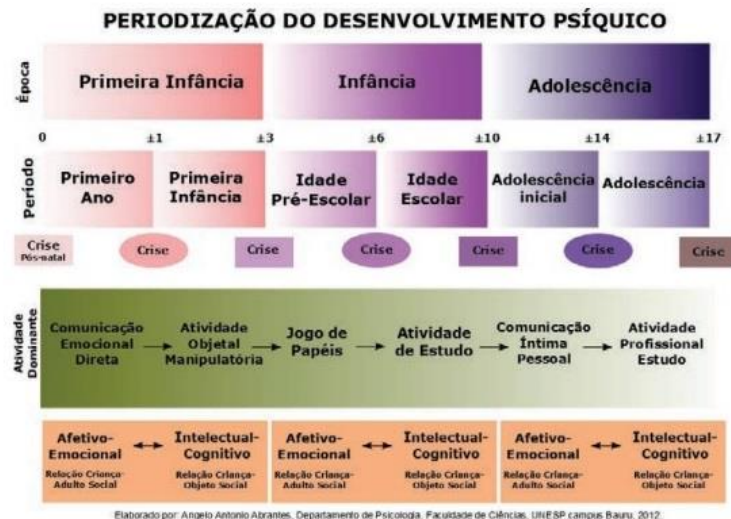 PERIODIZAÇÃO DO DESENVOLVIMENTO PSÍQUICO
Época
Primeira Infância
Infância
Adolescência
0 ±1 ±3 ±6 ±10 ±14 ±17
Período
Primeiro
Ano
Primeira
Infância
Idade
Pré-Escolar
Idade
Escolar
Adolescência
inicial
Adolescência
Crise
Pós-natal
Crise
Crise
Crise
Crise
Crise
Crise
Atividade
Dominante
Comunicação
Emocional
Direta
Atividade
Objetal
Manipulatória
Jogo de
Papéis
Atividade
de Estudo
Comunicação
Íntima
Pessoal
Atividade
Profissional
Estudo
Afetivo-
Emocional
Relação Criança-
Adulto Social
Intelectual-
Cognitivo
Relação Criança-
Objeto Social
Afetivo-
Emocional
Relação Criança-
Adulto Social
Intelectual-
Cognitivo
Relação Criança-
Objeto Social
Afetivo-
Emocional
Relação Criança-
Adulto Social
Intelectual-
Cognitivo
Relação Criança-
Objeto Social
Elaborado por: Angelo Antonio Abrantes. Departamento de Psicologia. Faculdade de Ciências. UNESP campus Bauru. 2012.